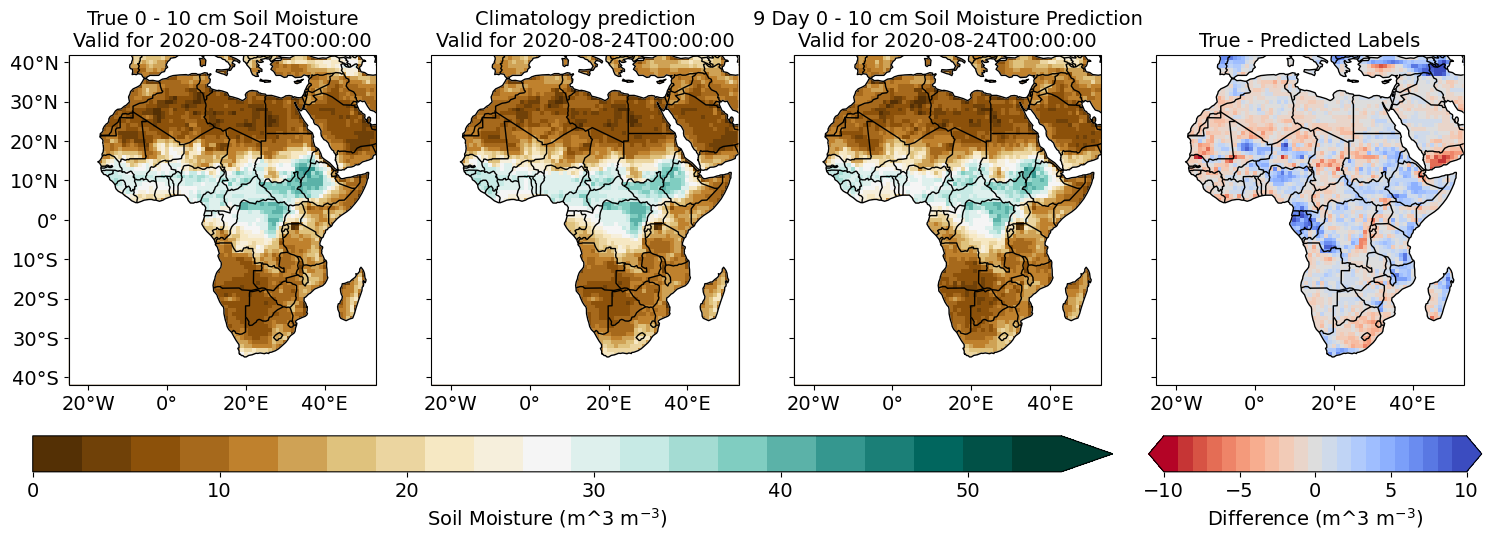 True 0 - 10 cm Soil Moisture
Valid for 2020-08-24T00:00:00
Climatology prediction
Valid for 2020-08-24T00:00:00
9 Day 0 - 10 cm Soil Moisture Prediction
Valid for 2020-08-24T00:00:00
True - Predicted Labels
40°N
30°N
20°N
10°N
0°
10°S
20°S
30°S
40°S
20°W 0° 20°E 40°E
20°W 0° 20°E 40°E
20°W 0° 20°E 40°E
20°W 0° 20°E 40°E
0 10 20 30 40 50
Soil Moisture (m^3 m⁻³)
−10 −5 0 5 10
Difference (m^3 m⁻³)